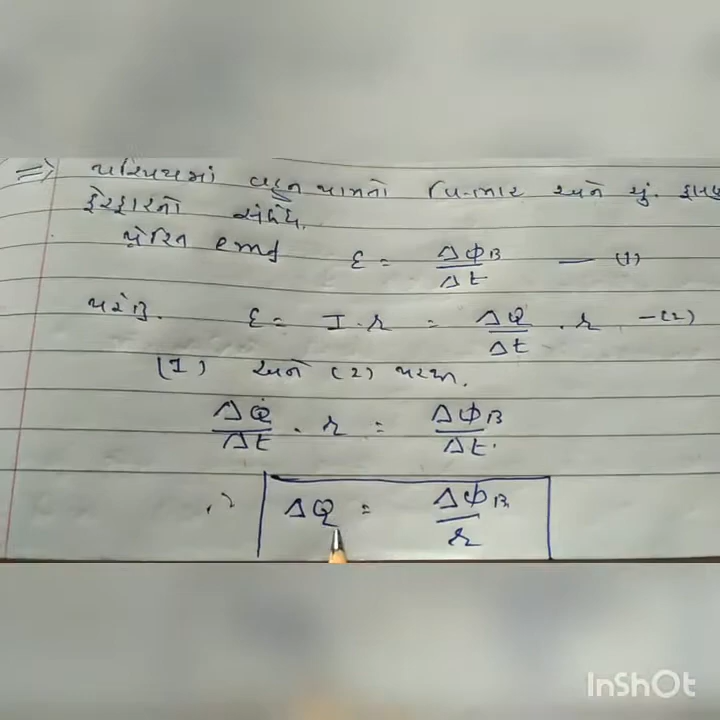 => પરિપથમાં વહન પામતો વિ.ભાર અને ચું. ફ્લક્સ
ફેરફારનો સંબંધ.
પ્રેરિત emf ε = ΔΦB/Δt — (1)
પરંતુ. ε = I·r = ΔQ/Δt · r —(2)
(1) અને (2) પરથી.
ΔQ/Δt · r = ΔΦB/Δt.
∴ ΔQ = ΔΦB/r
InShOt